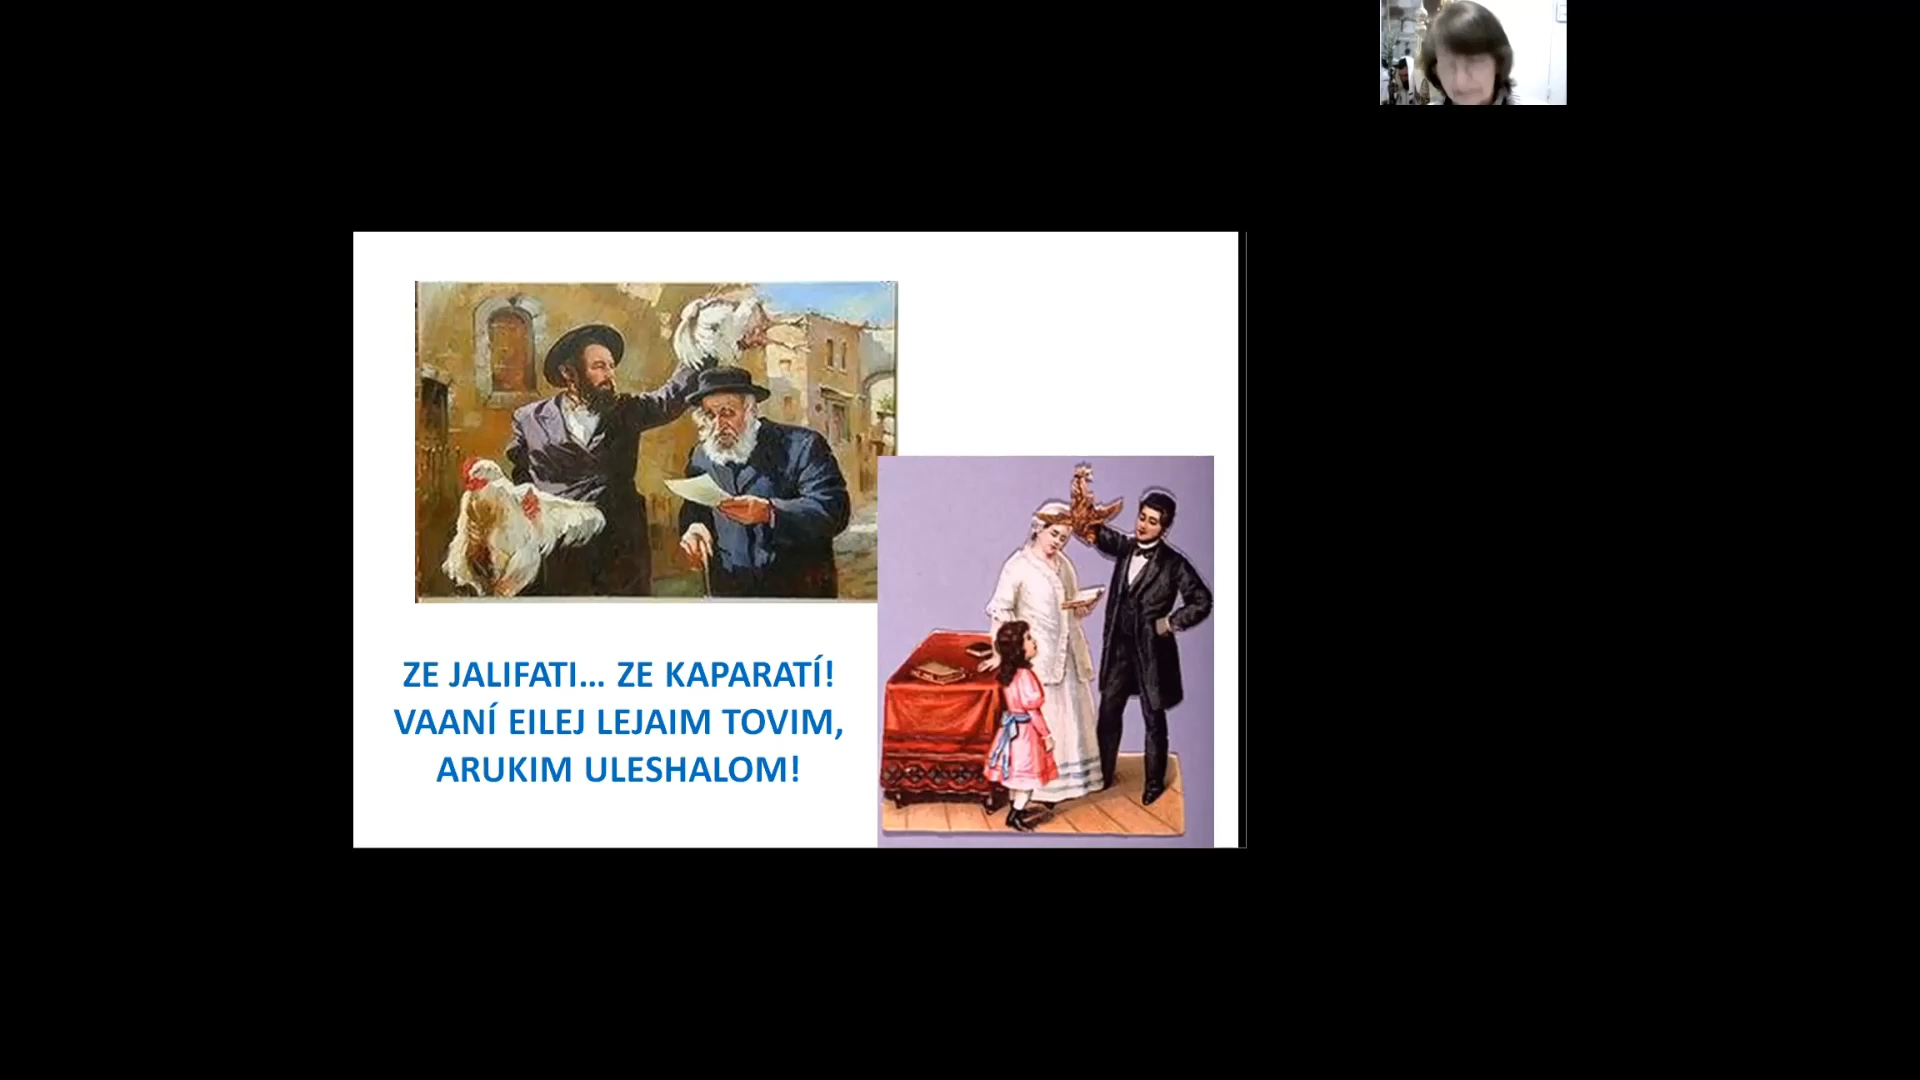 ZE JALIFATI... ZE KAPARATÍ!
VAANÍ EILEJ LEJAIM TOVIM,
ARUKIM ULESHALOM!